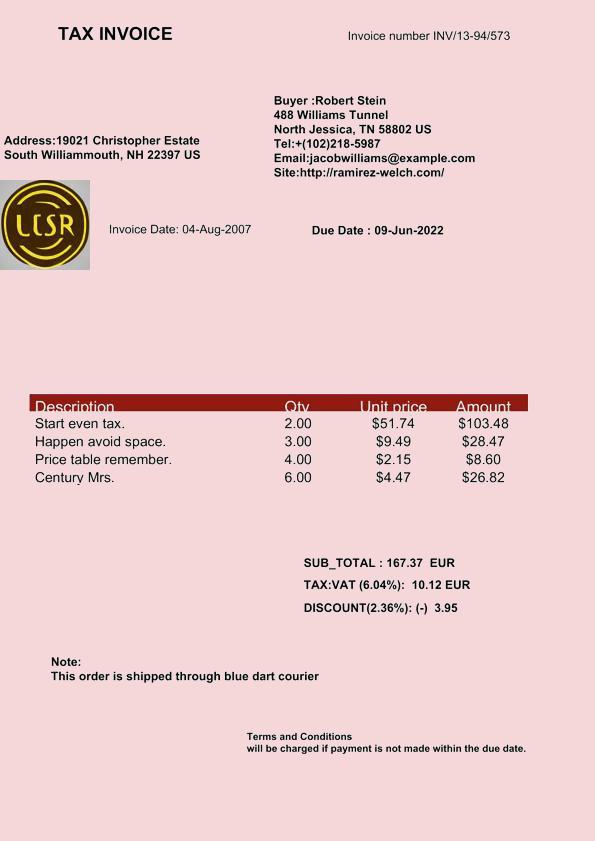 TAX INVOICE
Invoice number INV/13-94/573
Buyer :Robert Stein
488 Williams Tunnel
North Jessica, TN 58802 US
Tel:+(102)218-5987
Email:jacobwilliams@example.com
Site:http://ramirez-welch.com/
Address:19021 Christopher Estate
South Williammouth, NH 22397 US
LCSR
Invoice Date: 04-Aug-2007
Due Date : 09-Jun-2022
Description Qty Unit price Amount
Start even tax. 2.00 $51.74 $103.48
Happen avoid space. 3.00 $9.49 $28.47
Price table remember. 4.00 $2.15 $8.60
Century Mrs. 6.00 $4.47 $26.82
SUB_TOTAL : 167.37 EUR
TAX:VAT (6.04%): 10.12 EUR
DISCOUNT(2.36%): (-) 3.95
Note:
This order is shipped through blue dart courier
Terms and Conditions
will be charged if payment is not made within the due date.